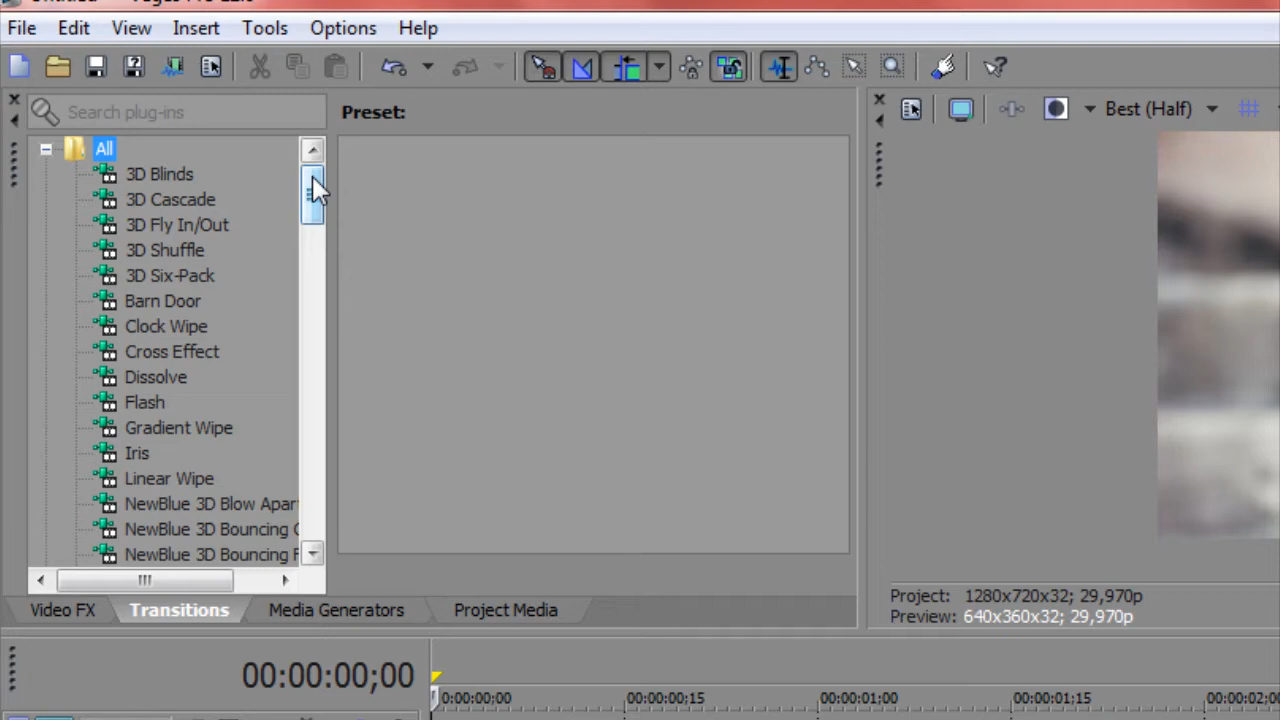 File Edit View Insert Tools Options Help
Search plug-ins
Preset:
Best (Half)
All
3D Blinds
3D Cascade
3D Fly In/Out
3D Shuffle
3D Six-Pack
Barn Door
Clock Wipe
Cross Effect
Dissolve
Flash
Gradient Wipe
Iris
Linear Wipe
NewBlue 3D Blow Apar
NewBlue 3D Bouncing
NewBlue 3D Bouncing
Video FX Transitions Media Generators Project Media
Project: 1280x720x32; 29,970p
Preview: 640x360x32; 29,970p
00:00:00;00
0:00:00;00 00:00:00;15 00:00:01;00 00:00:01;15 00:00:02;0